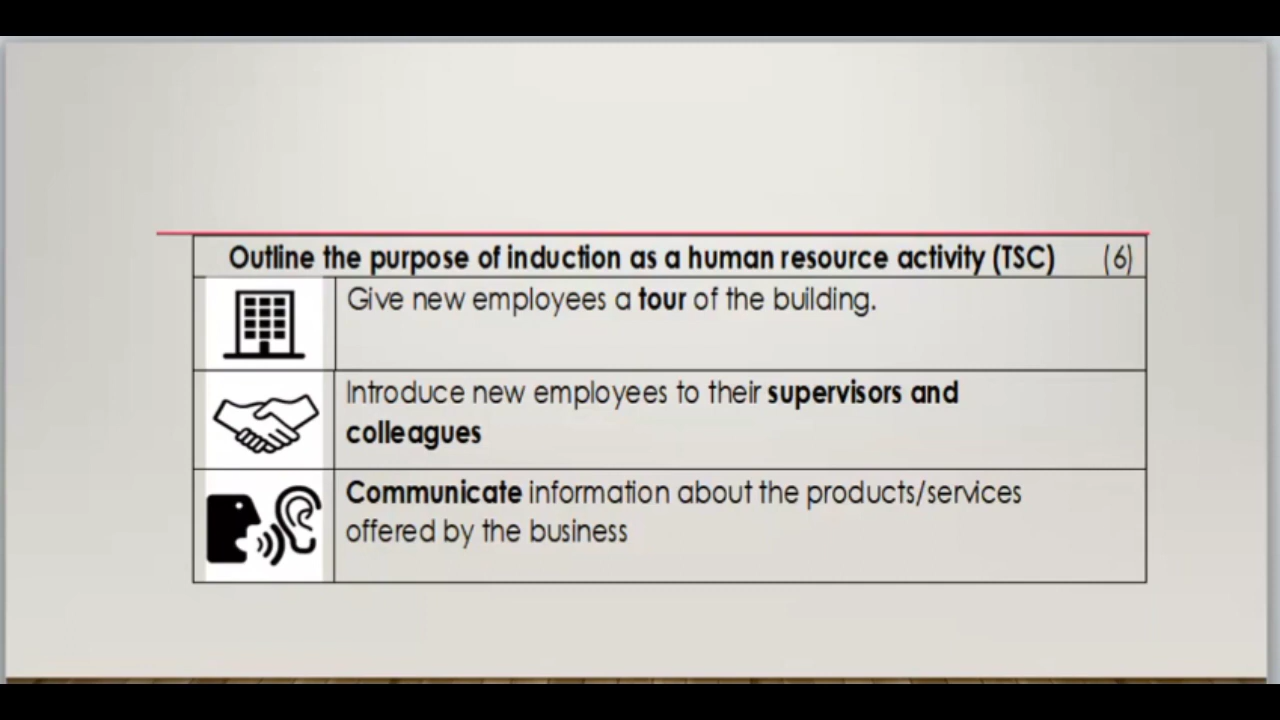 Outline the purpose of induction as a human resource activity (TSC) (6)
Give new employees a tour of the building.
Introduce new employees to their supervisors and
colleagues
Communicate information about the products/services
offered by the business